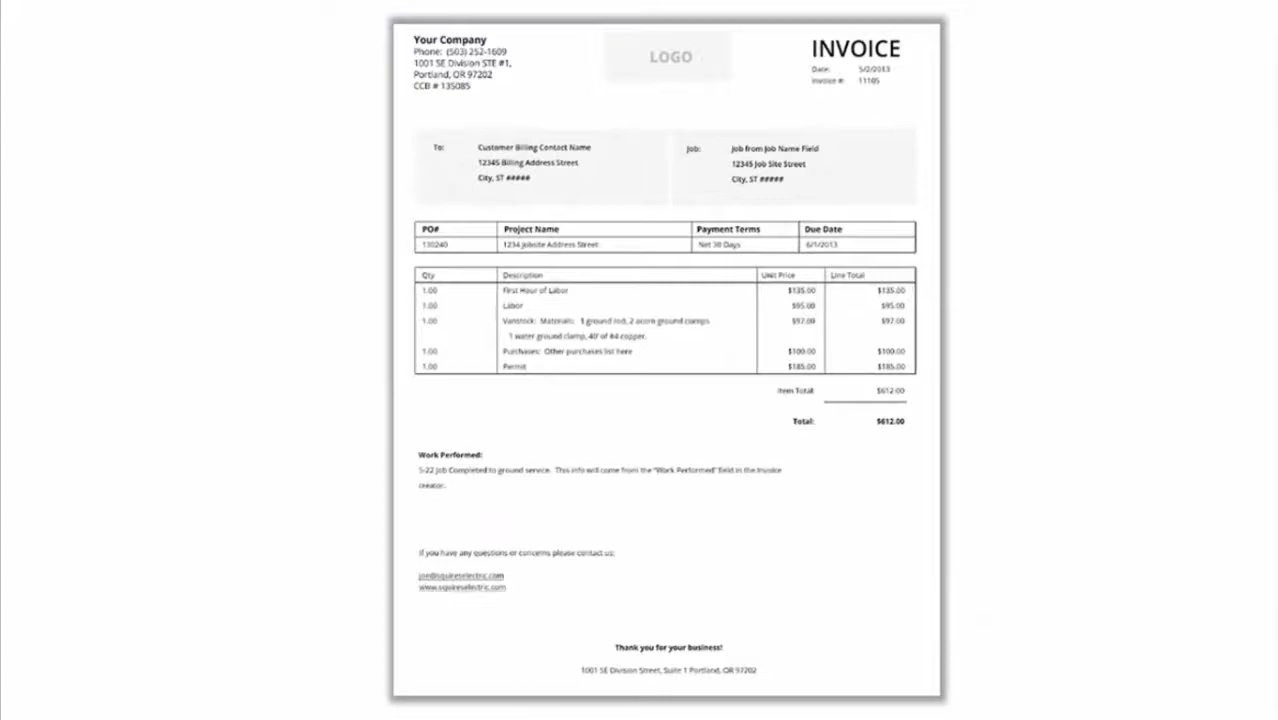 Your Company
Phone: (503) 252-1609
1001 SE Division STE #1,
Portland, OR 97202
CCB # 135085
LOGO
INVOICE
Date: 5/2/2013
Invoice #: 11105
To: Customer Billing Contact Name
12345 Billing Address Street
City, ST #####
Job: Job from Job Name Field
12345 Job Site Street
City, ST #####
PO# Project Name Payment Terms Due Date
130240 1234 Jobsite Address Street Net 30 Days 6/1/2013
Qty Description Unit Price Line Total
1.00 First Hour of Labor $135.00 $135.00
1.00 Labor $95.00 $95.00
1.00 Vanstock: Materials: 1 ground rod, 2 acorn ground clamps $97.00 $97.00
1 water ground clamp, 40' of #4 copper.
1.00 Purchases: Other purchases list here $100.00 $100.00
1.00 Permit $185.00 $185.00
Item Total: $612.00
Total: $612.00
Work Performed:
5-22 Job Completed to ground service. This info will come from the "Work Performed" field in the Invoice
creator.
If you have any questions or concerns please contact us:
joe@squireselectric.com
www.squireselectric.com
Thank you for your business!
1001 SE Division Street, Suite 1 Portland, OR 97202